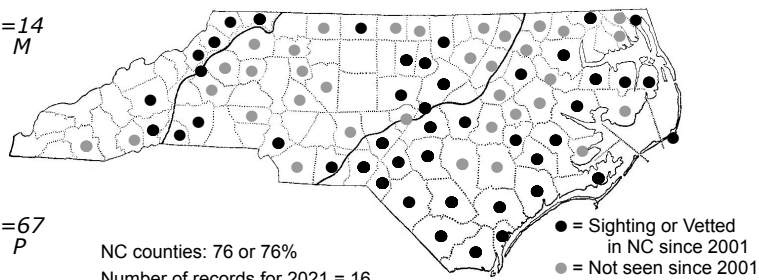 =14
M
=67
P
NC counties: 76 or 76%
Number of records for 2021 = 16
● = Sighting or Vetted
in NC since 2001
● = Not seen since 2001